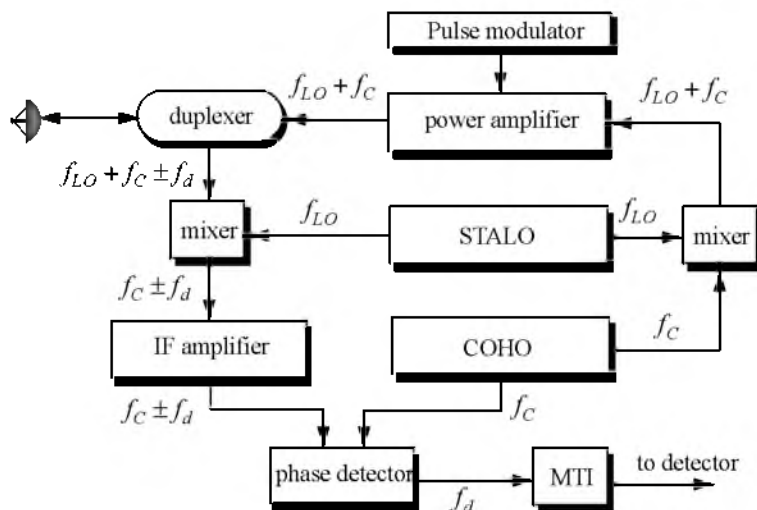 Pulse modulator
f_LO + f_C
f_LO + f_C
duplexer
power amplifier
f_LO + f_C ± f_d
f_LO
f_LO
mixer
STALO
mixer
f_C ± f_d
IF amplifier
COHO
f_C
f_C ± f_d
f_C
phase detector
MTI
to detector
f_d